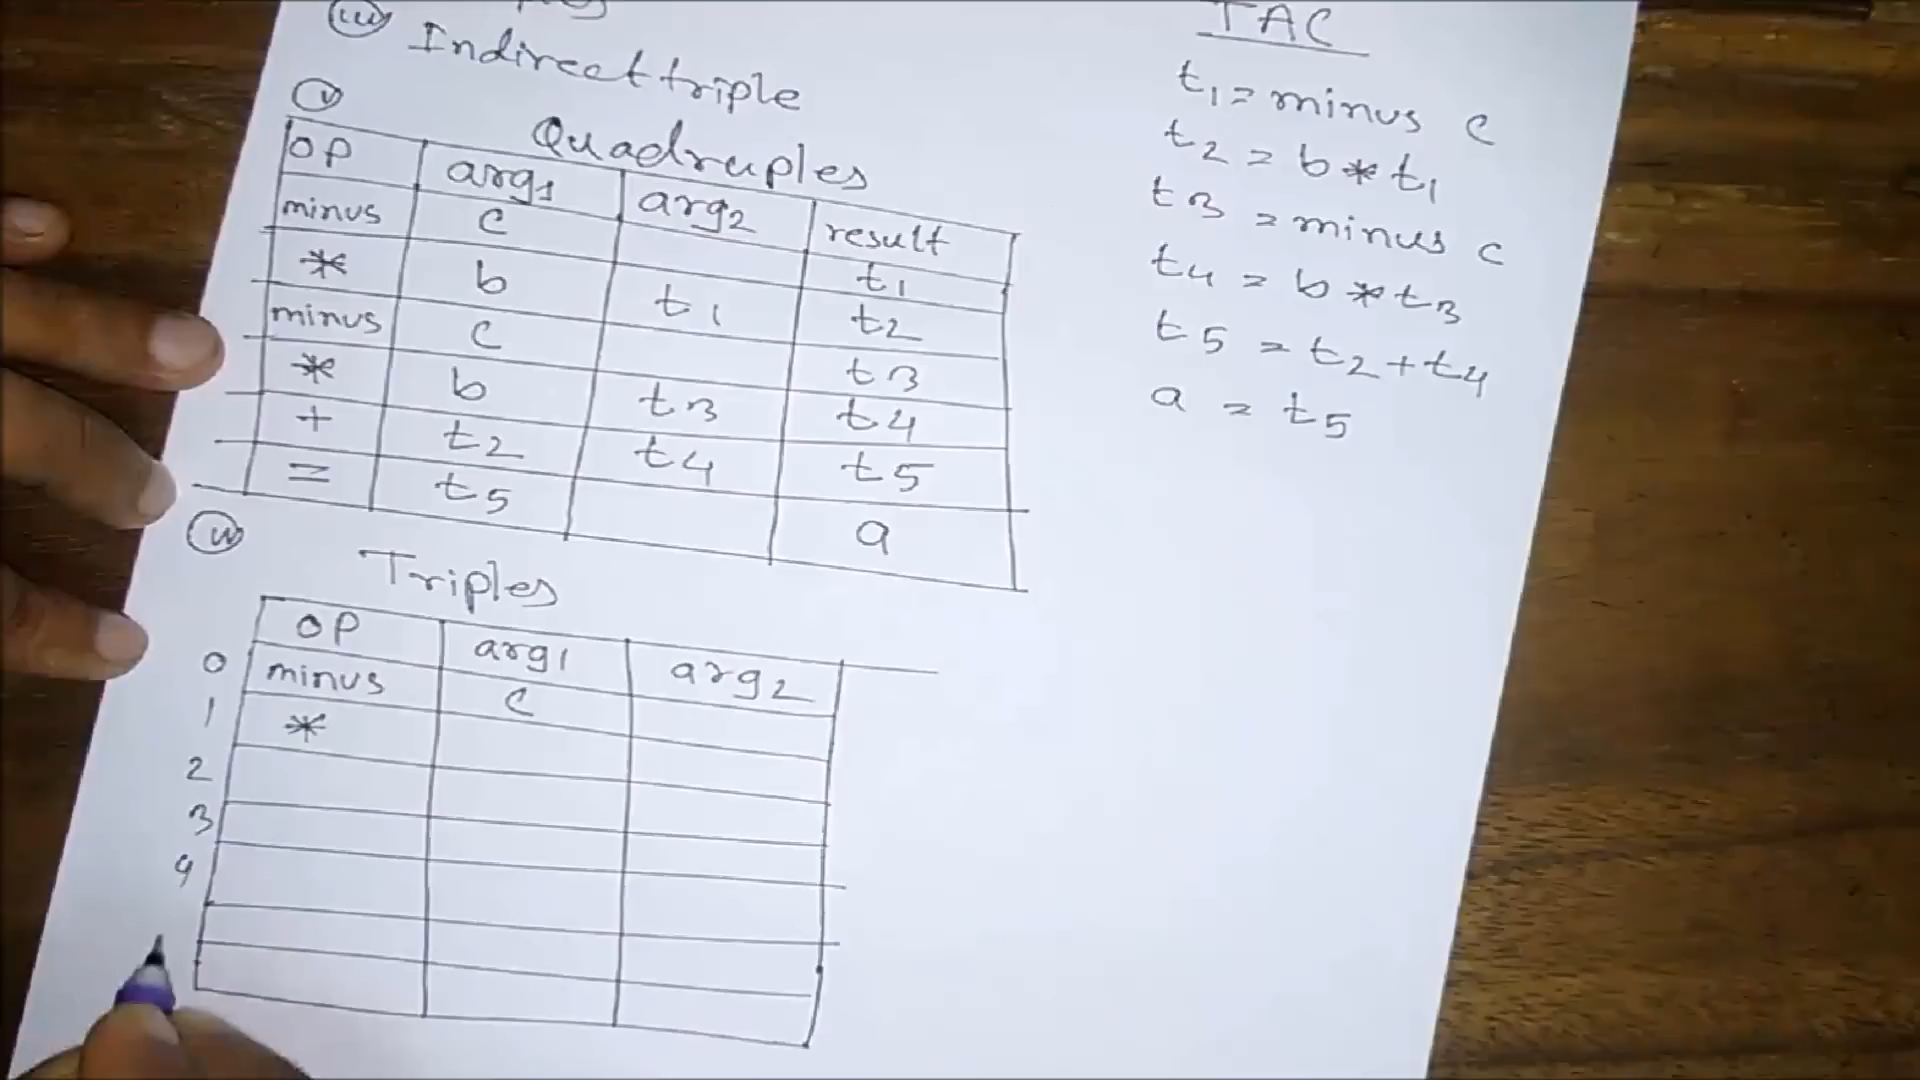 Indirect triple
Quadruples
OP arg1 arg2 result
minus c t1
* b t1 t2
minus c t3
* b t3 t4
+ t2 t4 t5
= t5 a
Triples
OP arg1 arg2
0 minus c
1 *
2
3
4
TAC
t1 = minus c
t2 = b * t1
t3 = minus c
t4 = b * t3
t5 = t2 + t4
a = t5